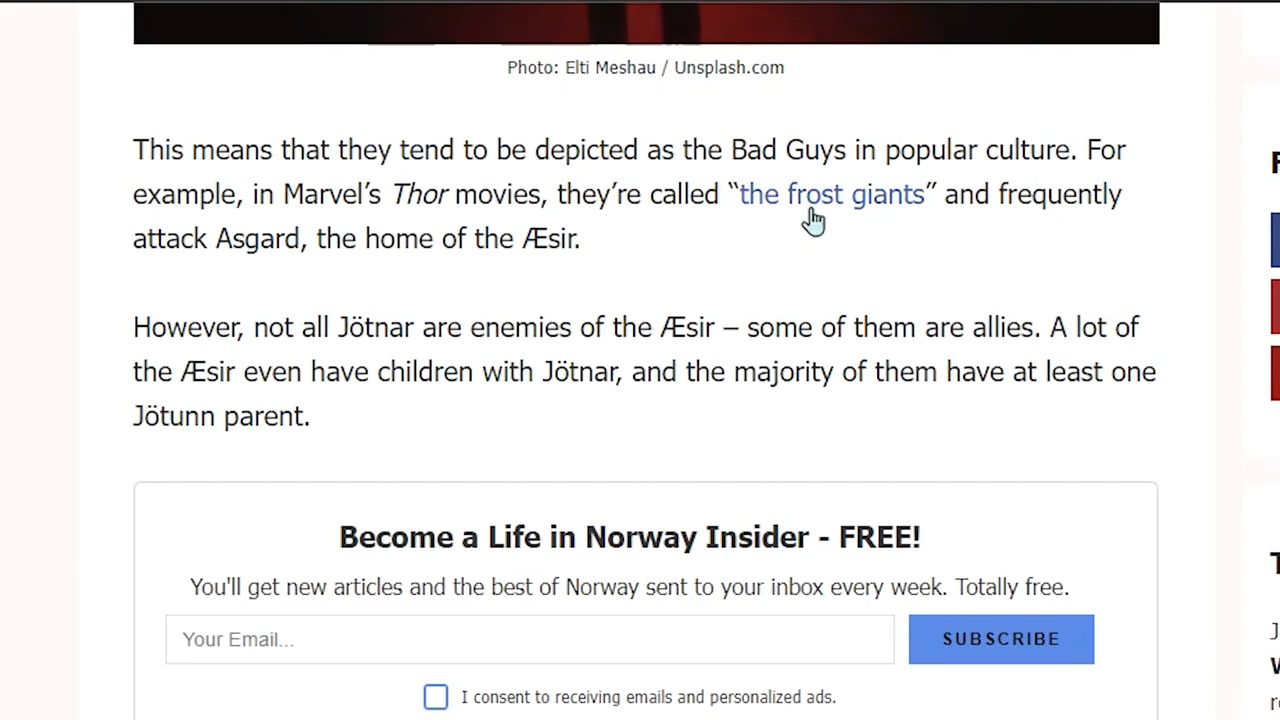 Photo: Elti Meshau / Unsplash.com
This means that they tend to be depicted as the Bad Guys in popular culture. For
example, in Marvel’s Thor movies, they’re called “the frost giants” and frequently
attack Asgard, the home of the Æsir.
However, not all Jötnar are enemies of the Æsir – some of them are allies. A lot of
the Æsir even have children with Jötnar, and the majority of them have at least one
Jötunn parent.
Become a Life in Norway Insider - FREE!
You'll get new articles and the best of Norway sent to your inbox every week. Totally free.
Your Email...
SUBSCRIBE
I consent to receiving emails and personalized ads.